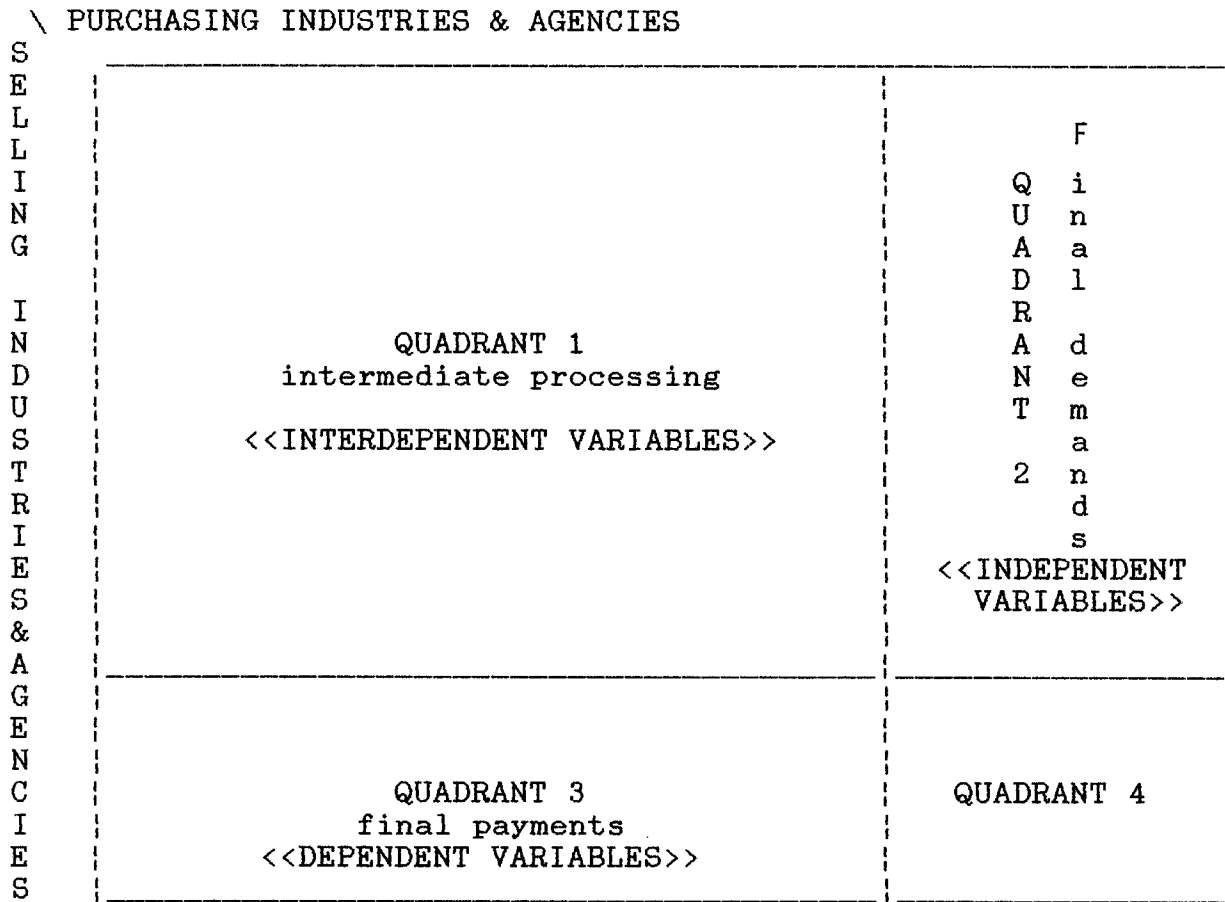 \ PURCHASING INDUSTRIES & AGENCIES
SELLING INDUSTRIES&AGENCIES
QUADRANT 1
intermediate processing
<<INTERDEPENDENT VARIABLES>>
QUADRANT 2
Final demands
<<INDEPENDENT
VARIABLES>>
QUADRANT 3
final payments
<<DEPENDENT VARIABLES>>
QUADRANT 4